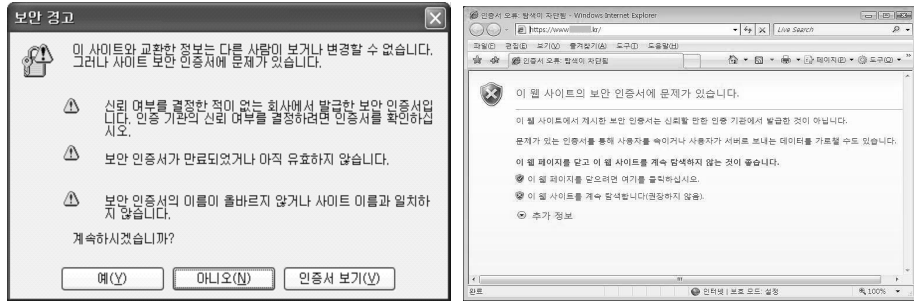 보안 경고
이 사이트와 교환한 정보는 다른 사람이 보거나 변경할 수 없습니다.
그러나 사이트 보안 인증서에 문제가 있습니다.
신뢰 여부를 결정한 적이 없는 회사에서 발급한 보안 인증서입
니다. 인증 기관의 신뢰 여부를 결정하려면 인증서를 확인하십
시오.
보안 인증서가 만료되었거나 아직 유효하지 않습니다.
보안 인증서의 이름이 올바르지 않거나 사이트 이름과 일치하
지 않습니다.
계속하시겠습니까?
예(Y) 아니오(N) 인증서 보기(V)
인증서 오류: 탐색이 차단됨 - Windows Internet Explorer
https://www .kr/ Live Search
파일(F) 편집(E) 보기(V) 즐겨찾기(A) 도구(T) 도움말(H)
인증서 오류: 탐색이 차단됨 페이지(P) 도구(O)
이 웹 사이트의 보안 인증서에 문제가 있습니다.
이 웹 사이트에서 제시한 보안 인증서는 신뢰할 만한 인증 기관에서 발급한 것이 아닙니다.
문제가 있는 인증서를 통해 사용자를 속이거나 사용자가 서버로 보내는 데이터를 가로챌 수도 있습니다.
이 웹 페이지를 닫고 이 웹 사이트를 계속 탐색하지 않는 것이 좋습니다.
이 웹 페이지를 닫으려면 여기를 클릭하십시오.
이 웹 사이트를 계속 탐색합니다(권장하지 않음).
추가 정보
완료 인터넷 | 보호 모드: 설정 100%